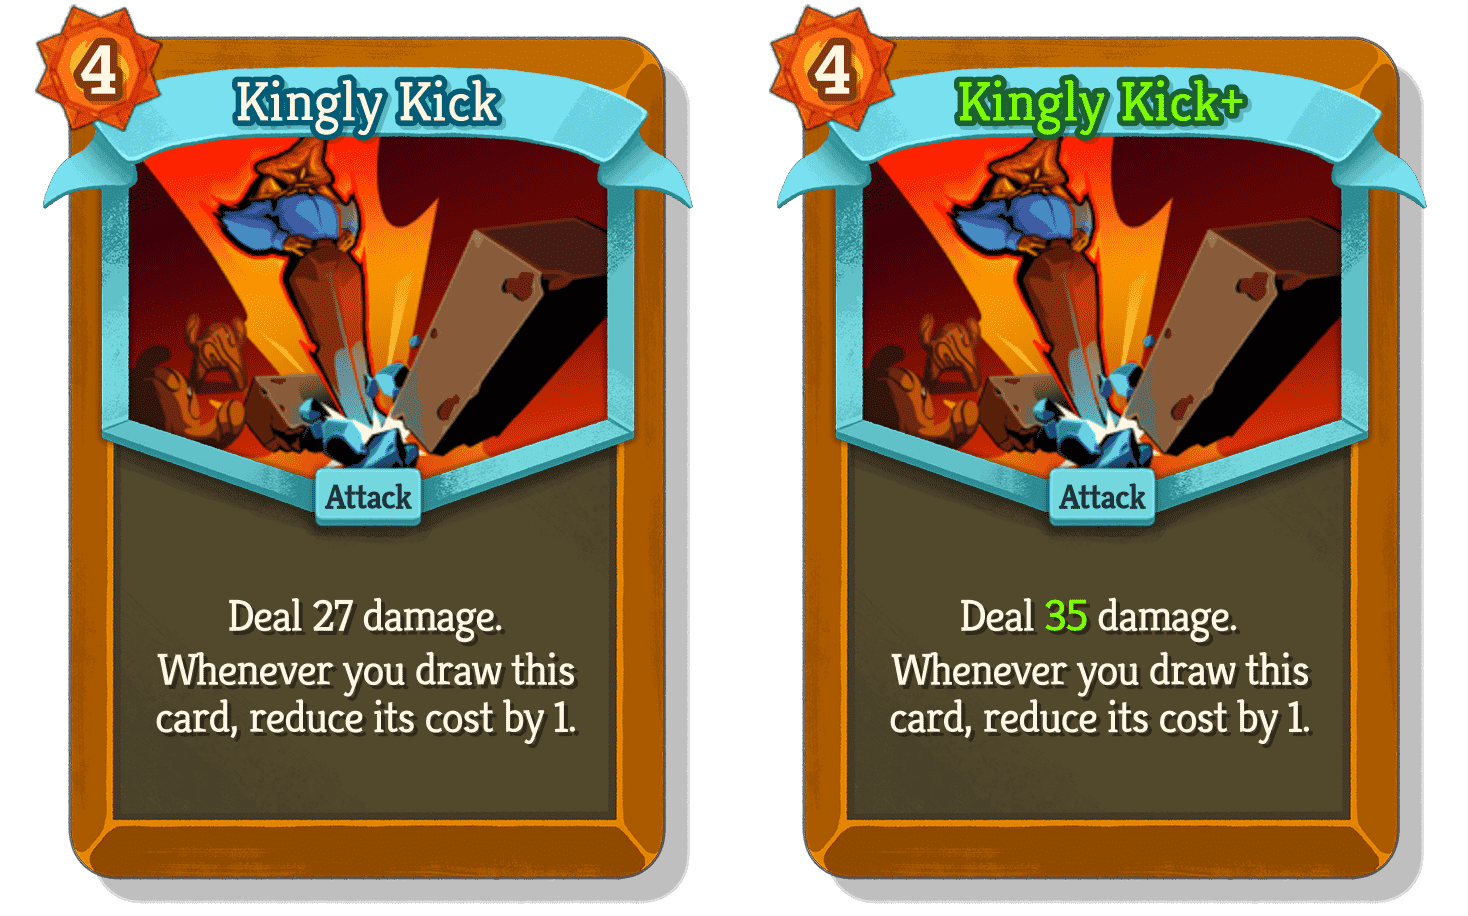 4
Kingly Kick
Attack
Deal 27 damage.
Whenever you draw this
card, reduce its cost by 1.
4
Kingly Kick+
Attack
Deal 35 damage.
Whenever you draw this
card, reduce its cost by 1.